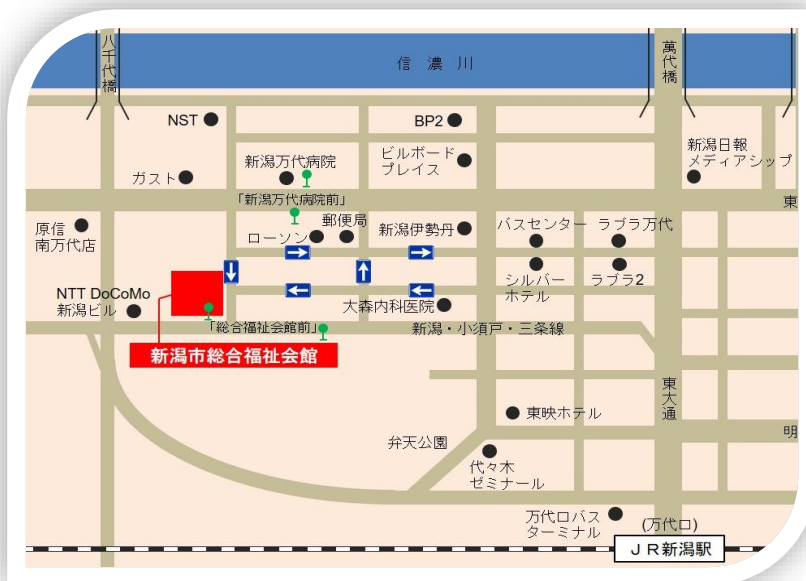 八千代橋
信濃川
萬代橋
NST
BP2
新潟日報
メディアシップ
新潟万代病院
ビルボード
プレイス
ガスト
「新潟万代病院前」
東
原信
南万代店
郵便局
ローソン
新潟伊勢丹
バスセンター
ラブラ万代
NTT DoCoMo
新潟ビル
大森内科医院
シルバー
ホテル
ラブラ2
「総合福祉会館前」
新潟・小須戸・三条線
新潟市総合福祉会館
東大通
東映ホテル
明
弁天公園
代々木
ゼミナール
万代口バス
ターミナル
(万代口)
JR新潟駅